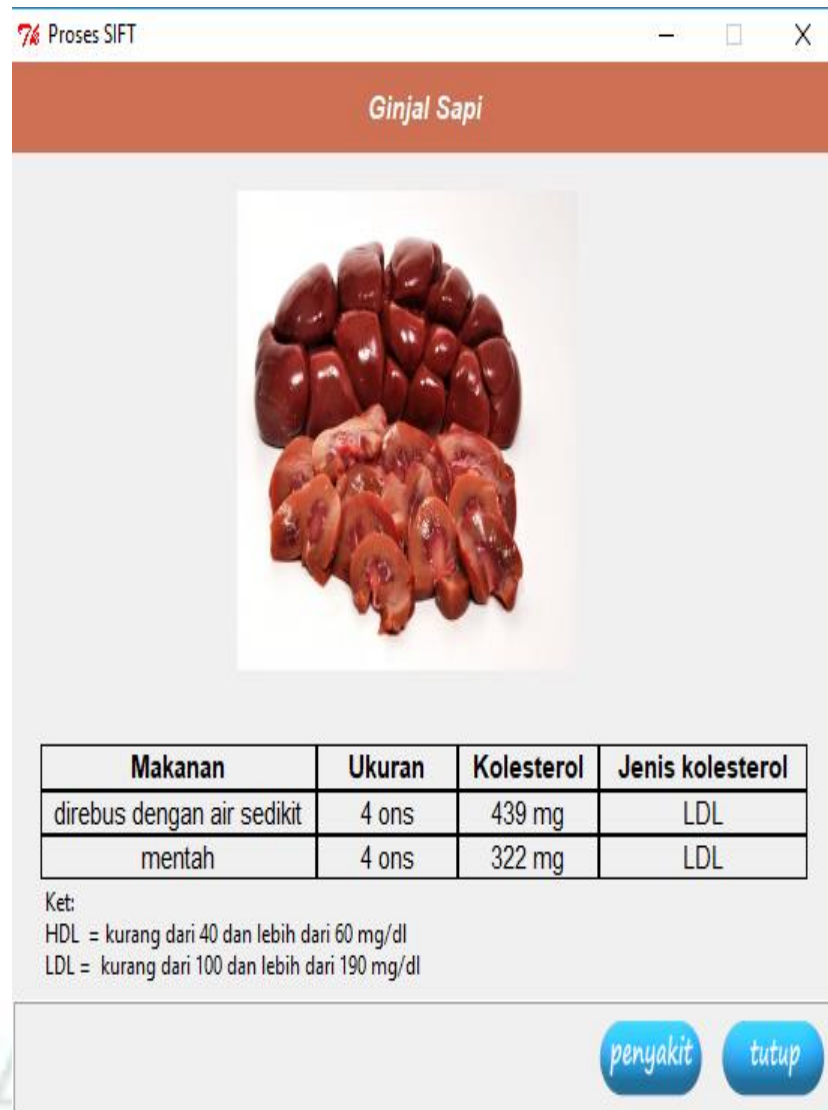 Proses SIFT
Ginjal Sapi
Makanan Ukuran Kolesterol Jenis kolesterol
direbus dengan air sedikit 4 ons 439 mg LDL
mentah 4 ons 322 mg LDL
Ket:
HDL = kurang dari 40 dan lebih dari 60 mg/dl
LDL = kurang dari 100 dan lebih dari 190 mg/dl
penyakit tutup